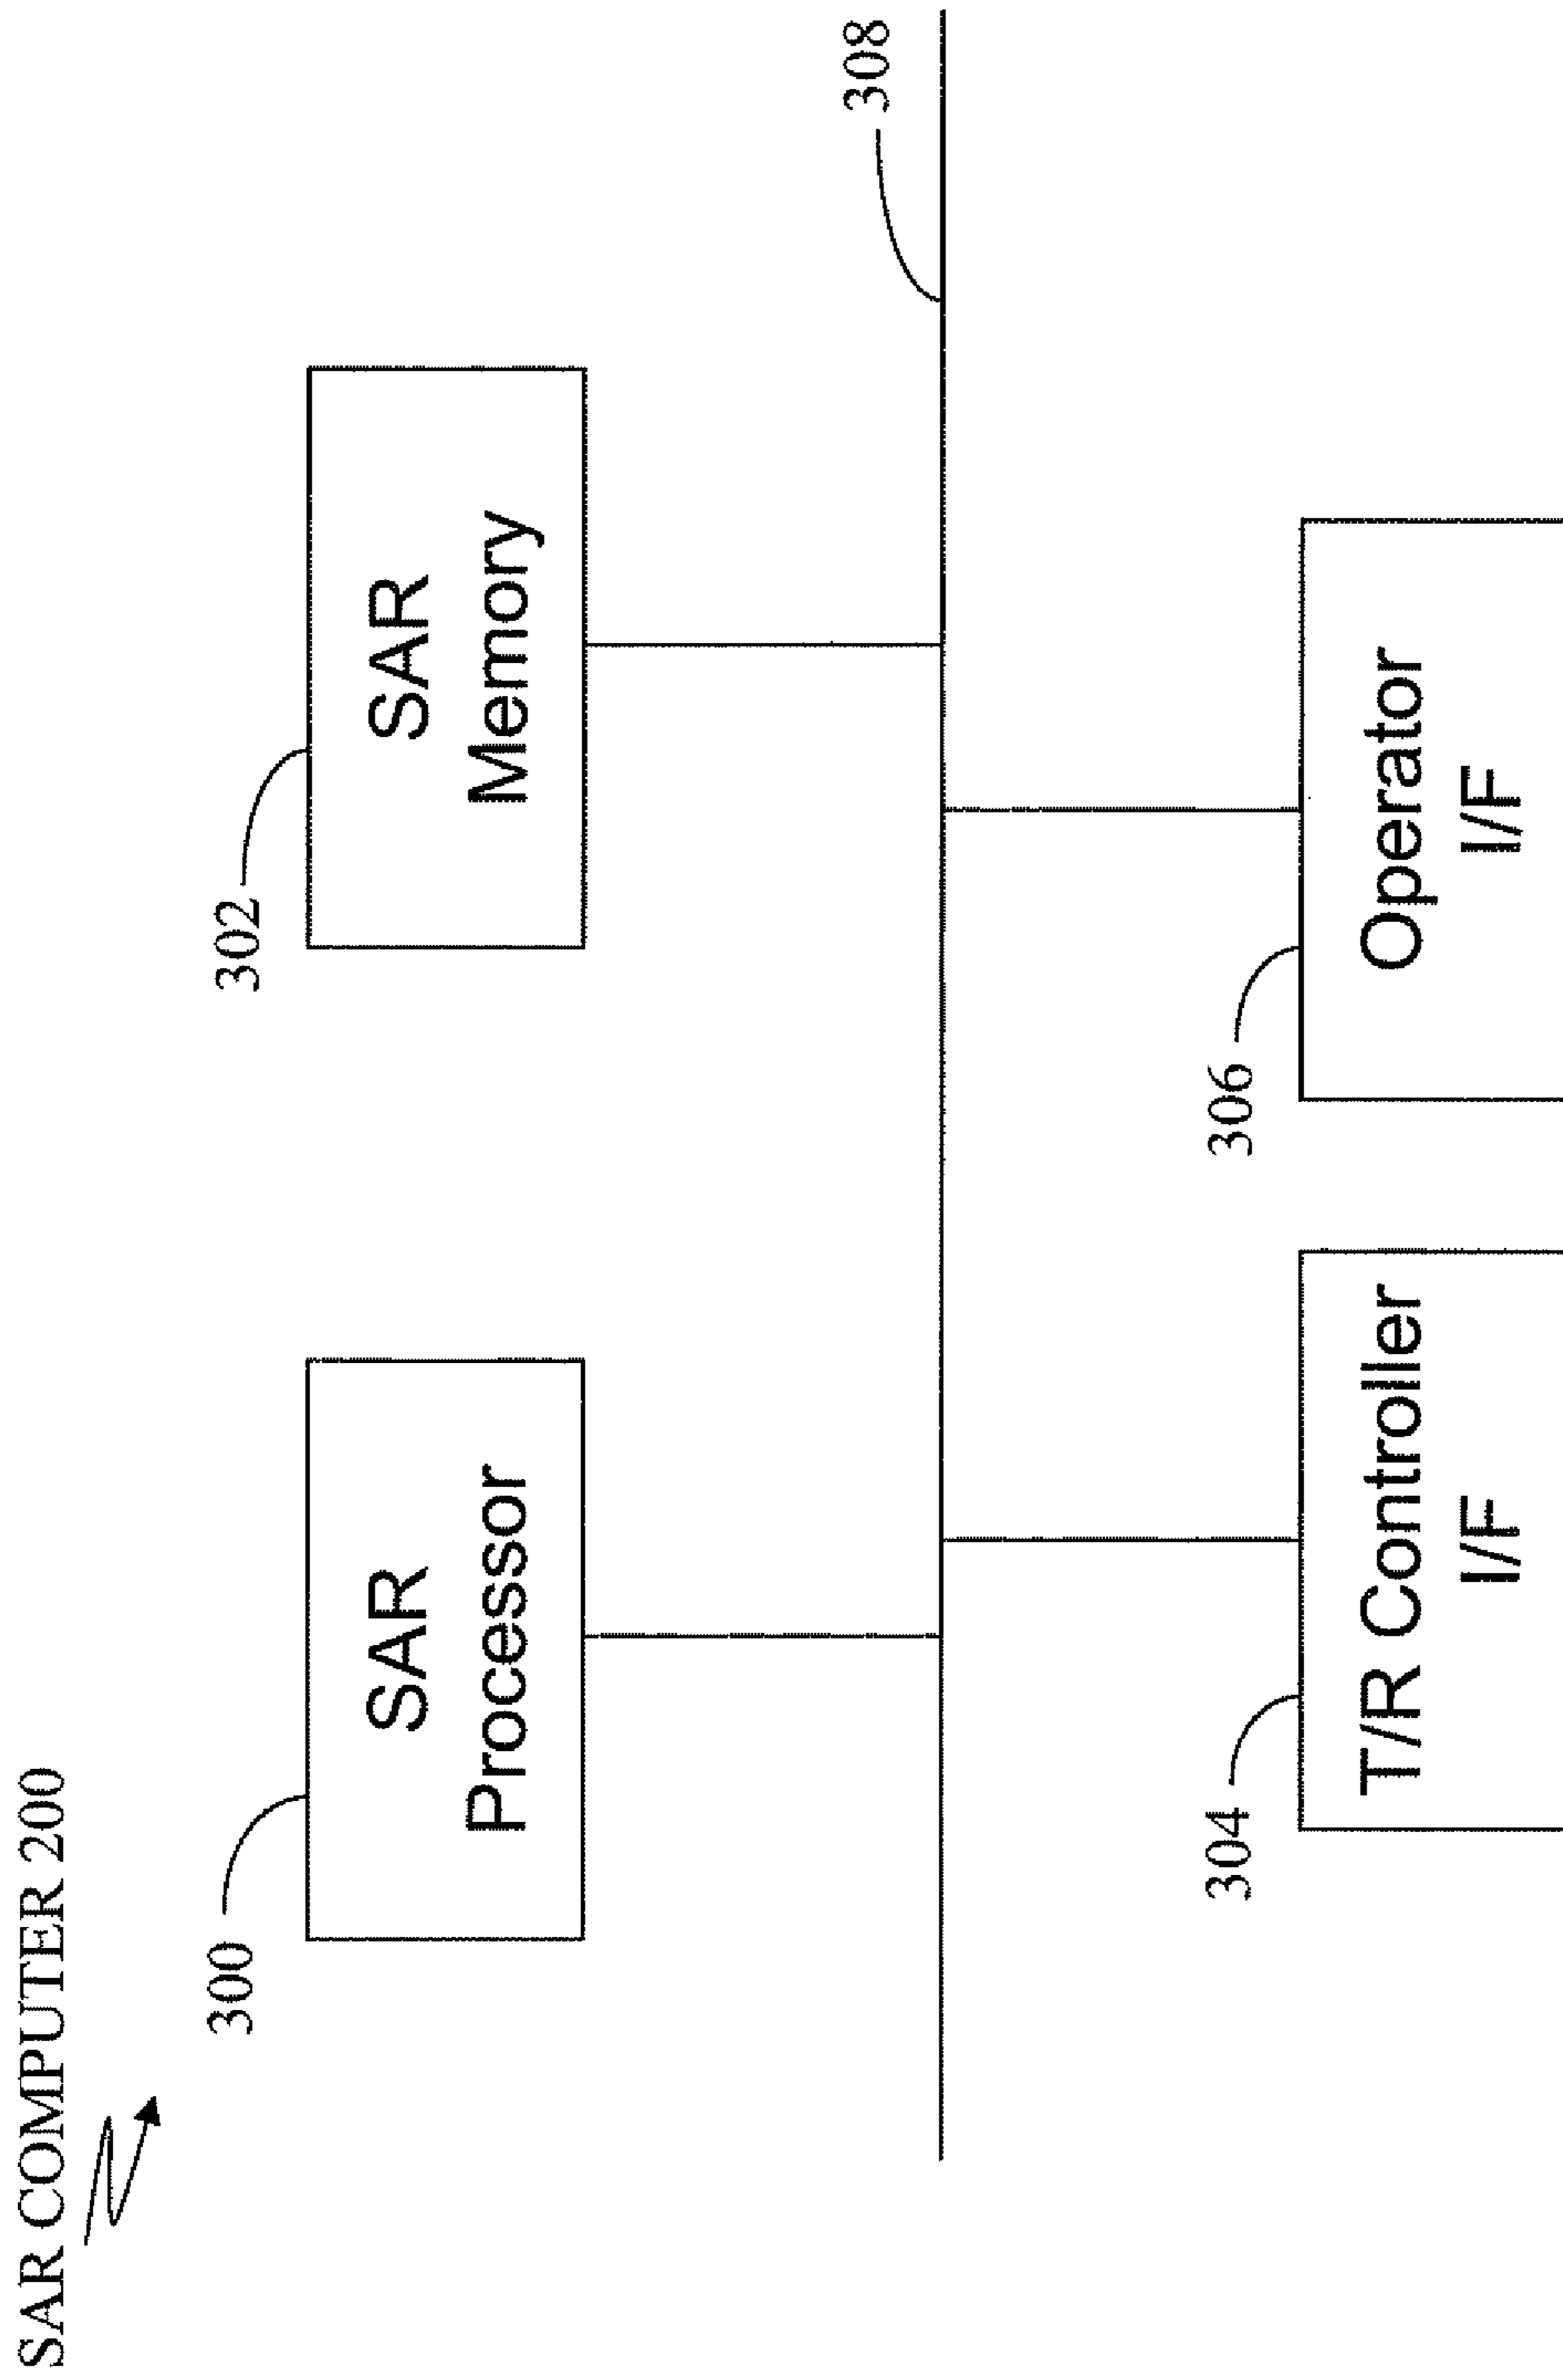 SAR COMPUTER 200
300
SAR
Processor
302
SAR
Memory
308
304
T/R Controller
I/F
306
Operator
I/F